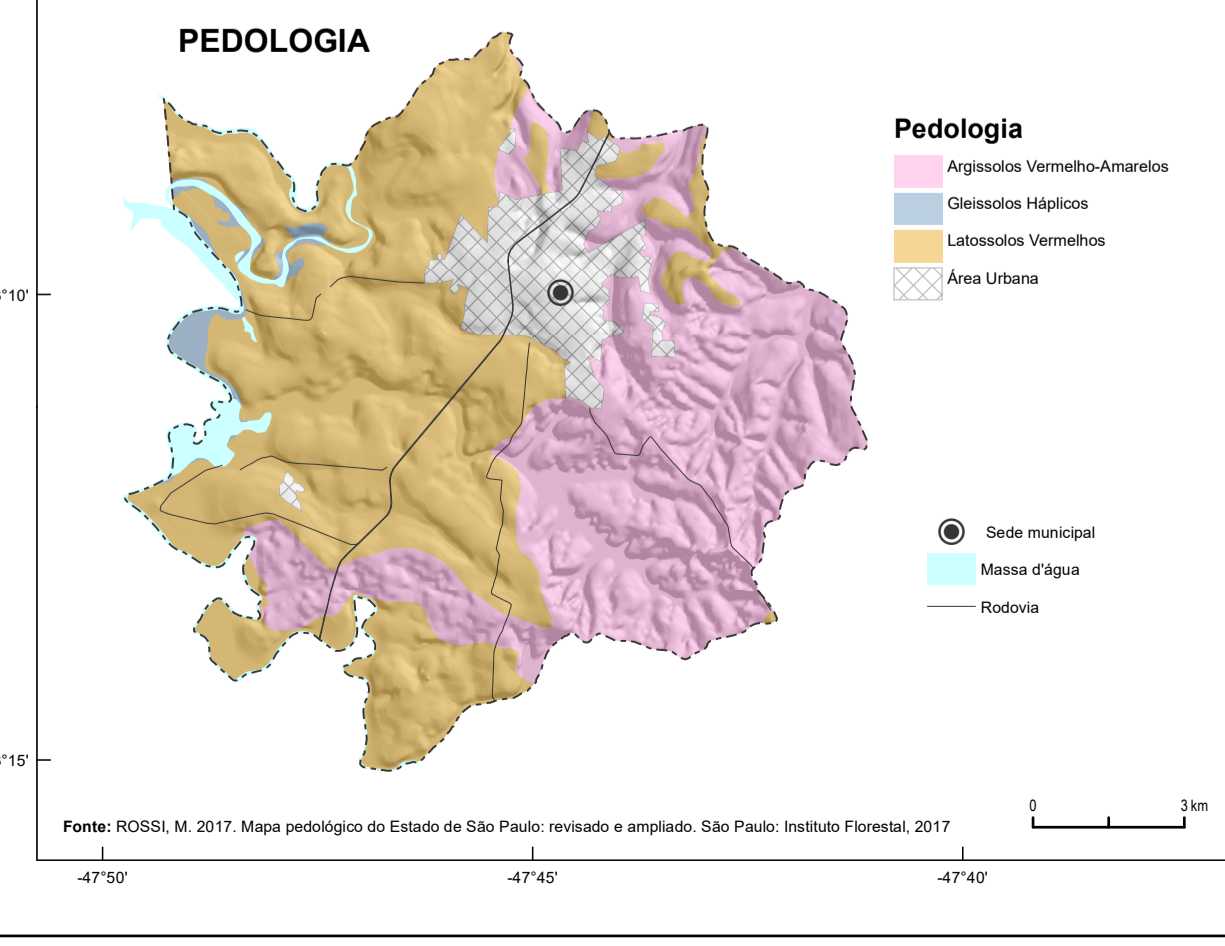 PEDOLOGIA
Pedologia
Argissolos Vermelho-Amarelos
Gleissolos Háplicos
Latossolos Vermelhos
Área Urbana
°10'
Sede municipal
Massa d'água
Rodovia
°15'
0 3 km
Fonte: ROSSI, M. 2017. Mapa pedológico do Estado de São Paulo: revisado e ampliado. São Paulo: Instituto Florestal, 2017
-47°50' -47°45' -47°40'